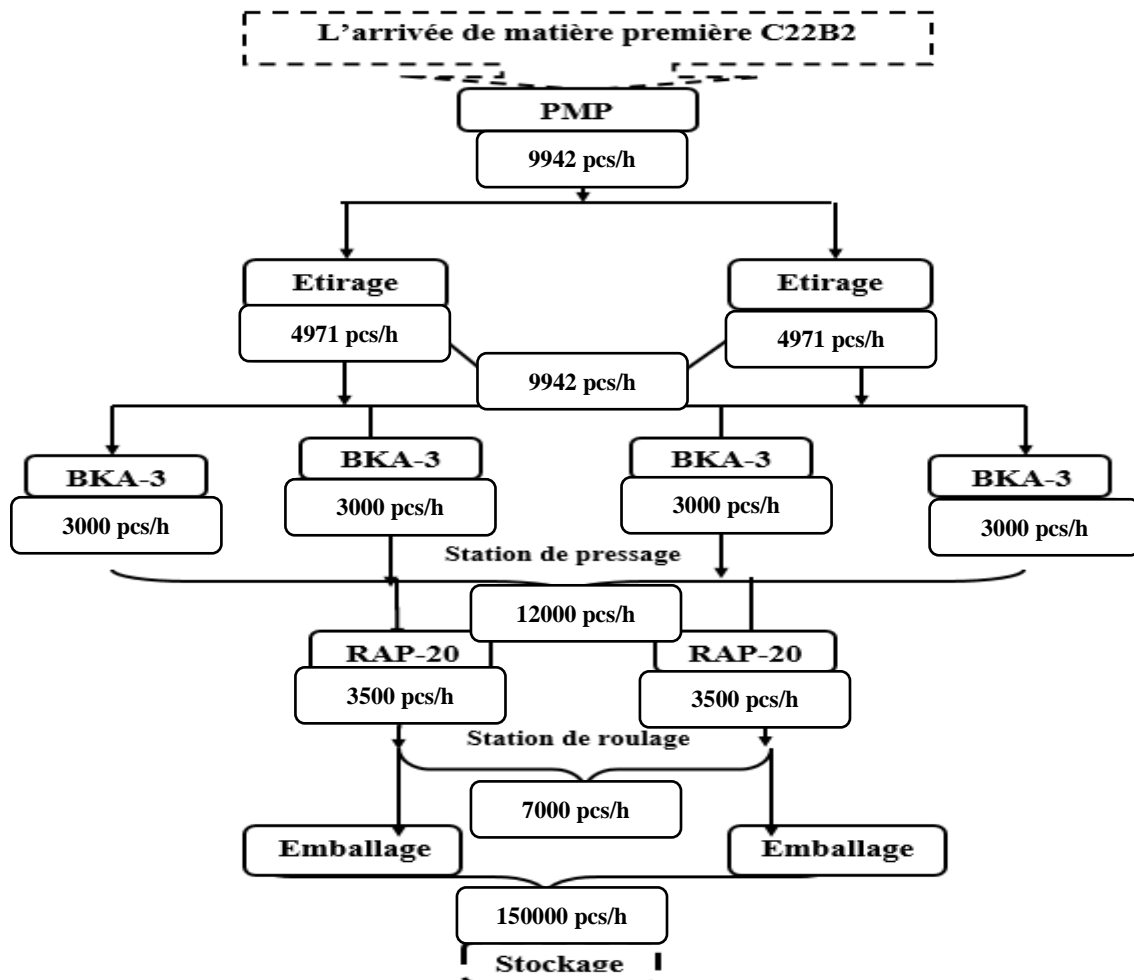 L'arrivée de matière première C22B2
PMP
9942 pcs/h
Etirage
Etirage
4971 pcs/h
4971 pcs/h
9942 pcs/h
BKA-3
BKA-3
BKA-3
BKA-3
3000 pcs/h
3000 pcs/h
3000 pcs/h
3000 pcs/h
Station de pressage
12000 pcs/h
RAP-20
RAP-20
3500 pcs/h
3500 pcs/h
Station de roulage
7000 pcs/h
Emballage
Emballage
150000 pcs/h
Stockage